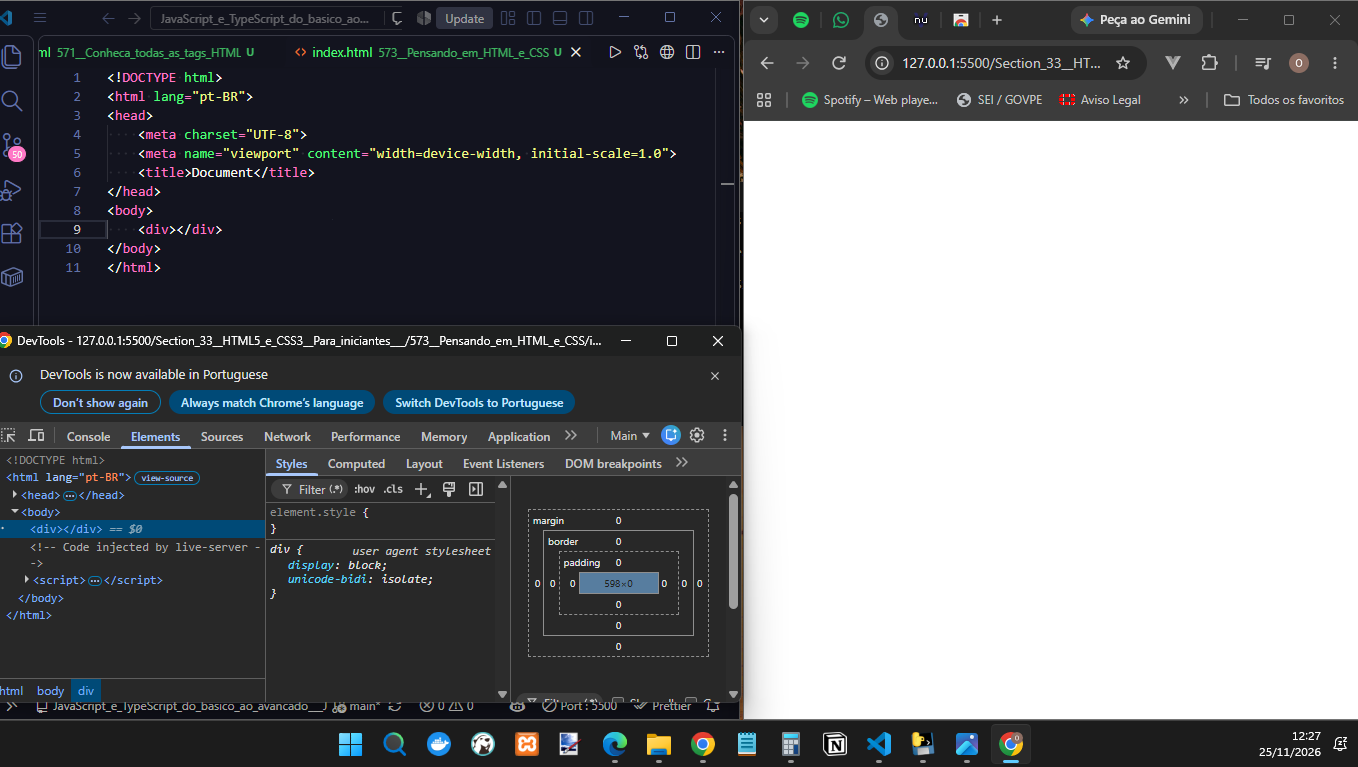 JavaScript_e_TypeScript_do_basico_ao...
Update
ml 571__Conheca_todas_as_tags_HTML U
<> index.html 573__Pensando_em_HTML_e_CSS U
50
1 <!DOCTYPE html>
2 <html lang="pt-BR">
3 <head>
4 <meta charset="UTF-8">
5 <meta name="viewport" content="width=device-width, initial-scale=1.0">
6 <title>Document</title>
7 </head>
8 <body>
9 <div></div>
10 </body>
11 </html>
DevTools - 127.0.0.1:5500/Section_33__HTML5_e_CSS3__Para_iniciantes___/573__Pensando_em_HTML_e_CSS/i...
DevTools is now available in Portuguese
Don't show again
Always match Chrome's language
Switch DevTools to Portuguese
Console
Elements
Sources
Network
Performance
Memory
Application
Main
<!DOCTYPE html>
<html lang="pt-BR"> view-source
<head> </head>
<body>
<div></div> == $0
<!-- Code injected by live-server -
->
<script> </script>
</body>
</html>
html body div
Styles
Computed
Layout
Event Listeners
DOM breakpoints
Filter (.*)
:hov .cls
element.style {
}
div { user agent stylesheet
display: block;
unicode-bidi: isolate;
}
margin 0
border 0
padding 0
0 0 0 598×0 0 0 0
0
0
0
JavaScript_e_TypeScript_do_basico_ao_avancado___)
main*
0 0
Port : 5500
Prettier
nu
Peça ao Gemini
127.0.0.1:5500/Section_33__HT...
O
Spotify – Web playe...
SEI / GOVPE
Aviso Legal
Todos os favoritos
12:27
25/11/2026